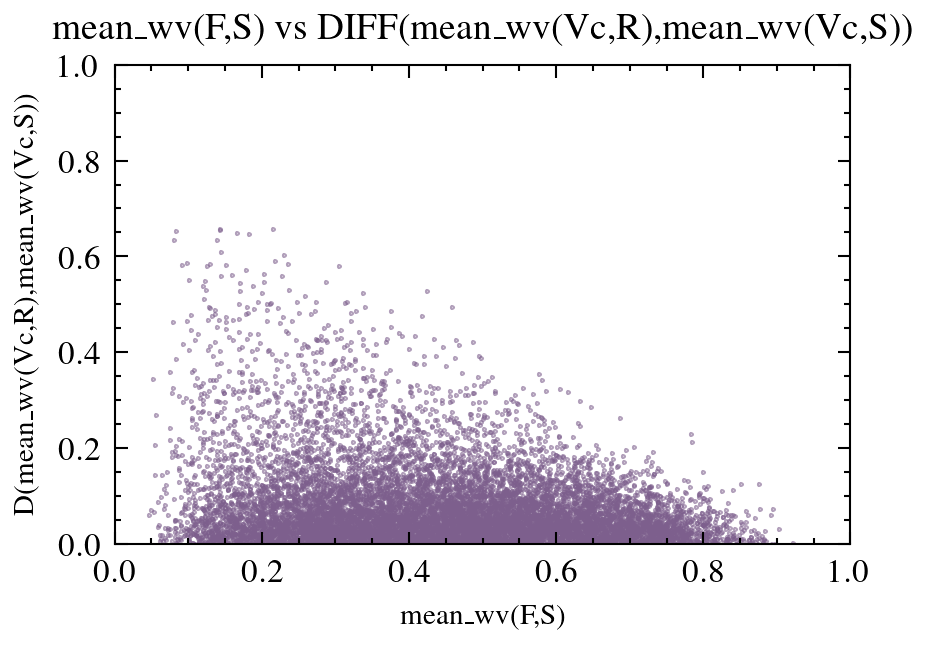 mean_wv(F,S) vs DIFF(mean_wv(Vc,R),mean_wv(Vc,S))
D(mean_wv(Vc,R),mean_wv(Vc,S))
1.0
0.8
0.6
0.4
0.2
0.0
0.0 0.2 0.4 0.6 0.8 1.0
mean_wv(F,S)